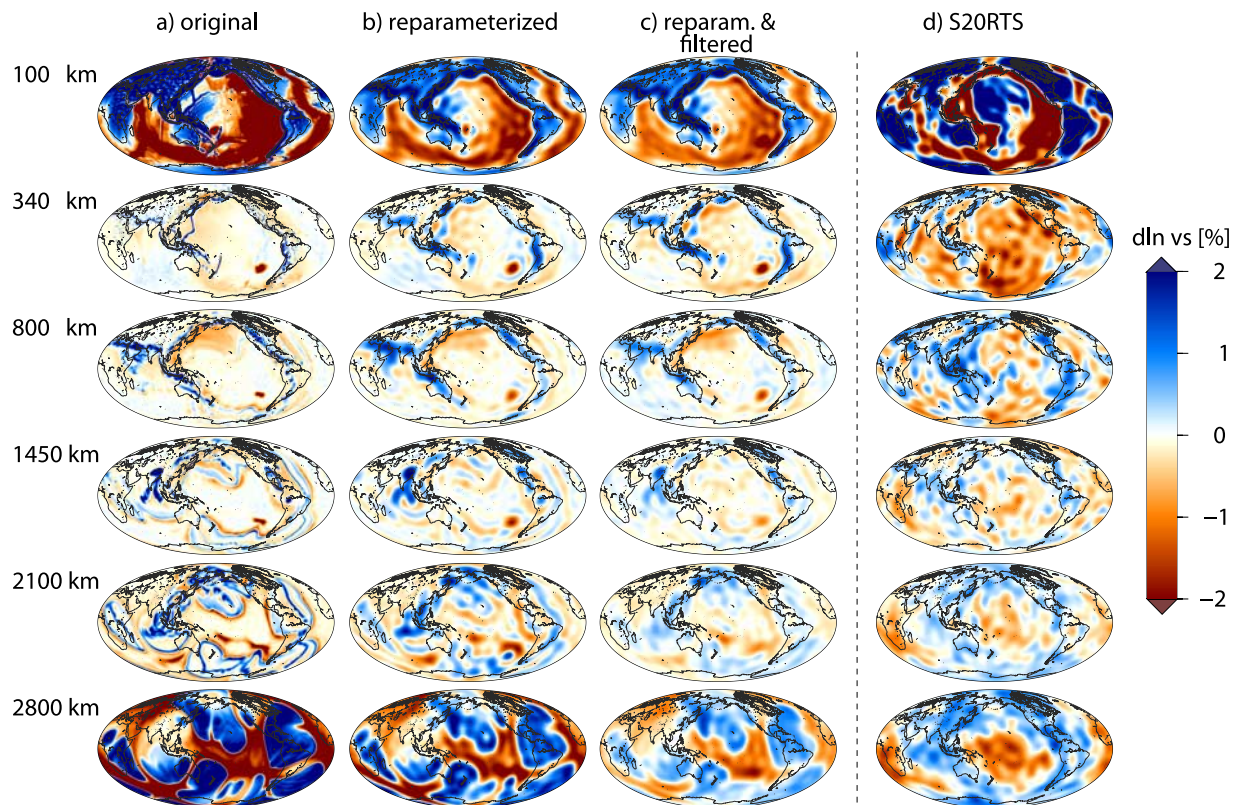 a) original
b) reparameterized
c) reparam. &
filtered
d) S20RTS
100 km
340 km
800 km
1450 km
2100 km
2800 km
dln vs [%]
2
1
0
−1
−2